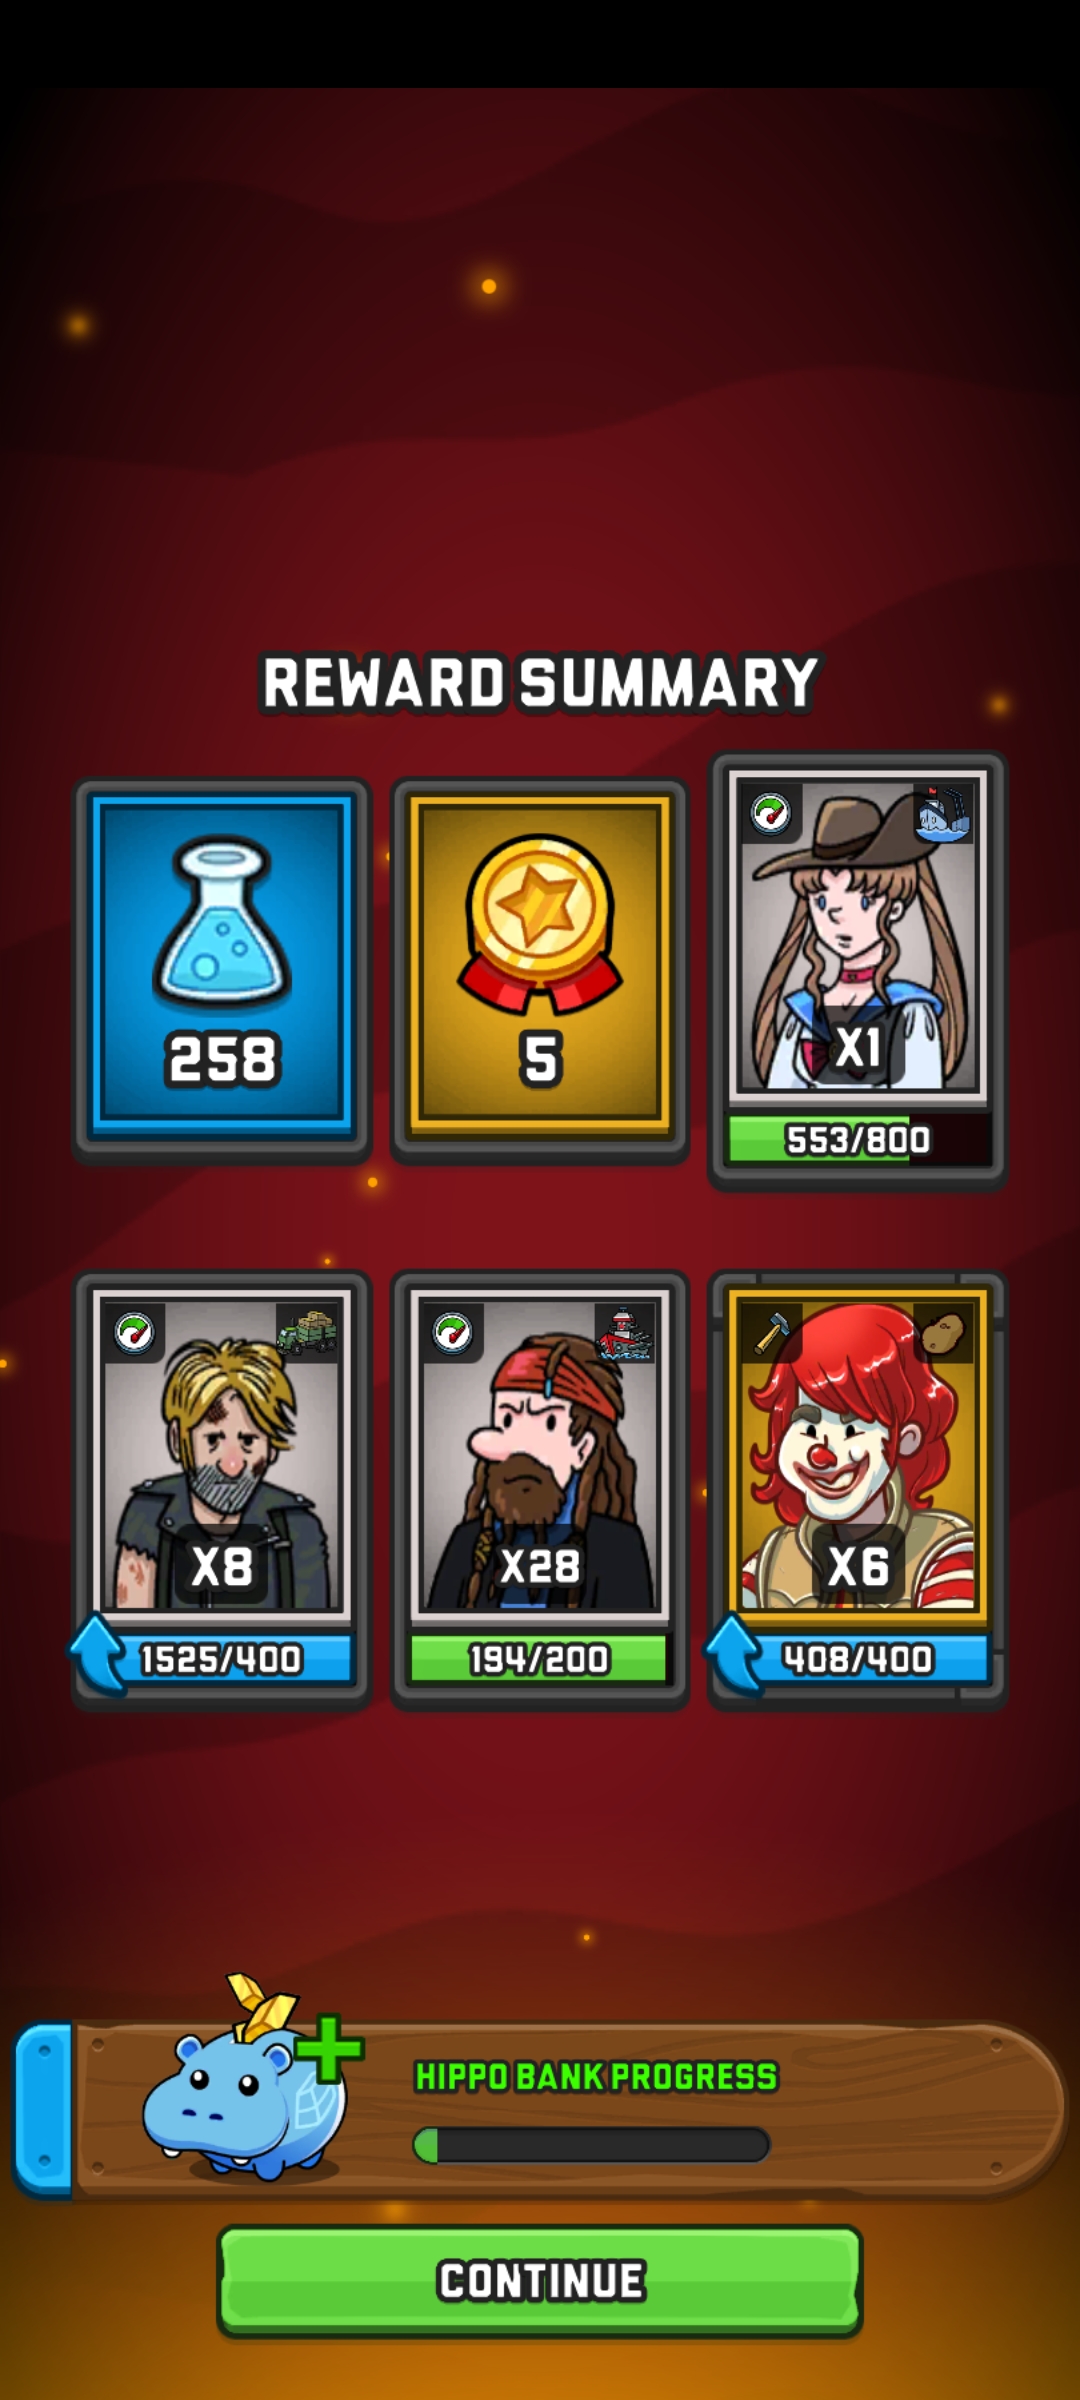 REWARD SUMMARY
258
5
X1
553/800
X8
1525/400
X28
194/200
X6
408/400
HIPPO BANK PROGRESS
CONTINUE